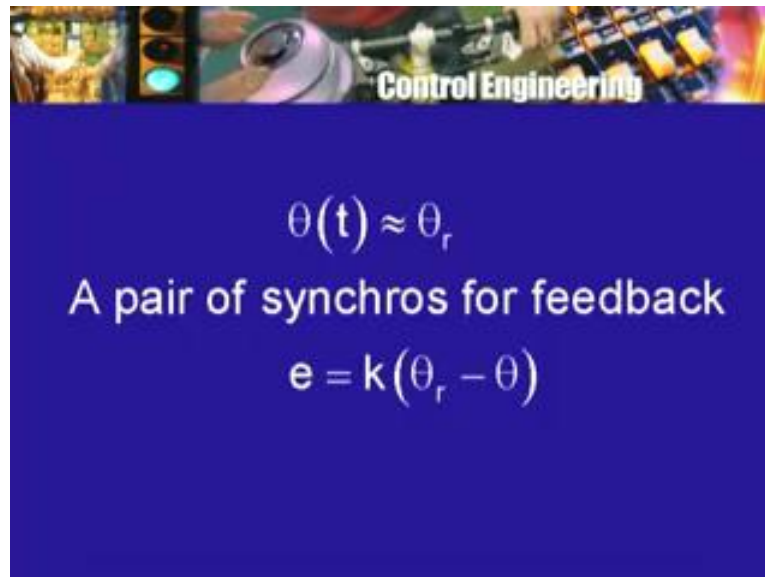 Control Engineering
θ(t) ≈ θᵣ
A pair of synchros for feedback
e = k(θᵣ − θ)